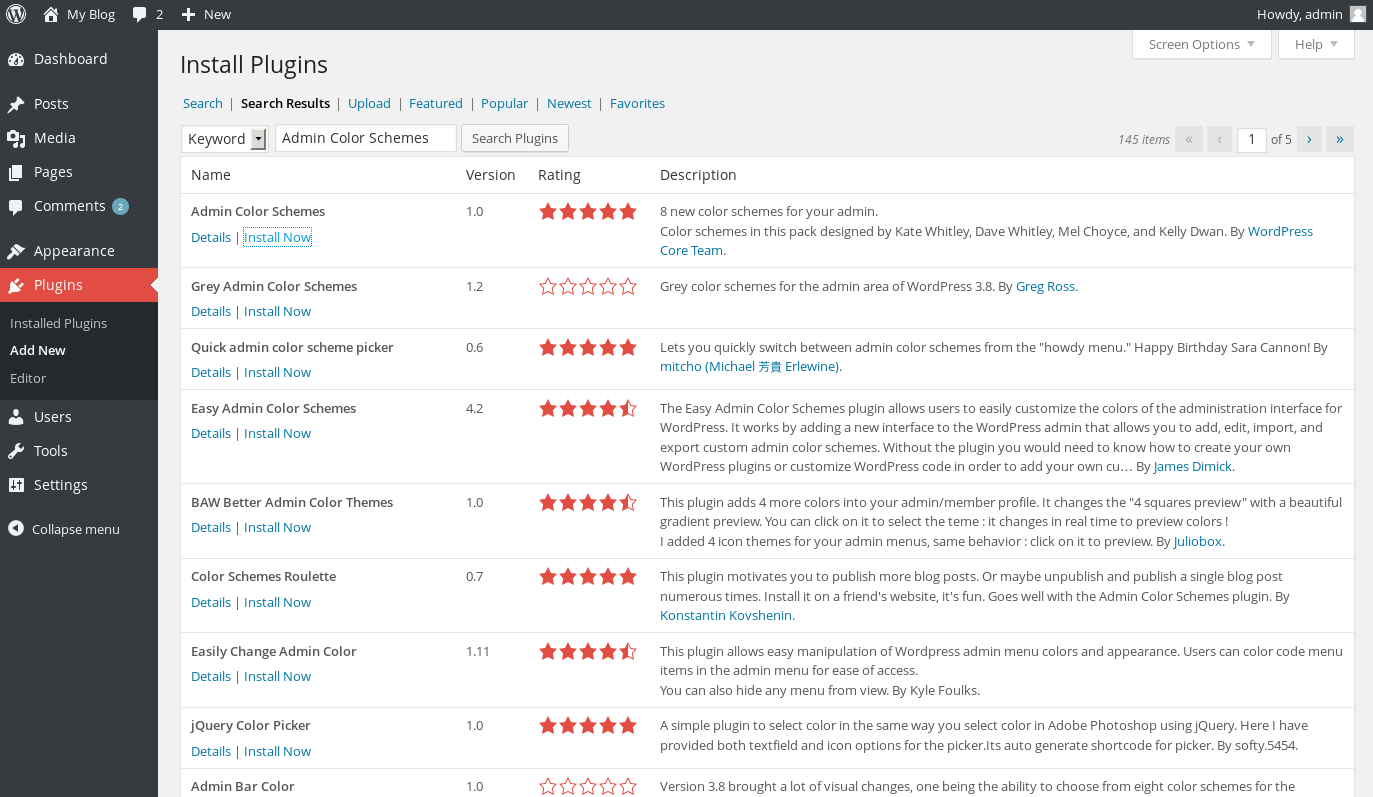 My Blog 2 New Howdy, admin
Screen Options Help
Install Plugins
Search | Search Results | Upload | Featured | Popular | Newest | Favorites
Keyword Admin Color Schemes Search Plugins 145 items « ‹ 1 of 5 › »
Dashboard
Posts
Media
Pages
Comments 2
Appearance
Plugins
Installed Plugins
Add New
Editor
Users
Tools
Settings
Collapse menu
Name Version Rating Description
Admin Color Schemes 1.0 8 new color schemes for your admin.
Details | Install Now Color schemes in this pack designed by Kate Whitley, Dave Whitley, Mel Choyce, and Kelly Dwan. By WordPress
Core Team.
Grey Admin Color Schemes 1.2 Grey color schemes for the admin area of WordPress 3.8. By Greg Ross.
Details | Install Now
Quick admin color scheme picker 0.6 Lets you quickly switch between admin color schemes from the "howdy menu." Happy Birthday Sara Cannon! By
Details | Install Now mitcho (Michael 芳貴 Erlewine).
Easy Admin Color Schemes 4.2 The Easy Admin Color Schemes plugin allows users to easily customize the colors of the administration interface for
Details | Install Now WordPress. It works by adding a new interface to the WordPress admin that allows you to add, edit, import, and
export custom admin color schemes. Without the plugin you would need to know how to create your own
WordPress plugins or customize WordPress code in order to add your own cu… By James Dimick.
BAW Better Admin Color Themes 1.0 This plugin adds 4 more colors into your admin/member profile. It changes the "4 squares preview" with a beautiful
Details | Install Now gradient preview. You can click on it to select the teme : it changes in real time to preview colors !
I added 4 icon themes for your admin menus, same behavior : click on it to preview. By Juliobox.
Color Schemes Roulette 0.7 This plugin motivates you to publish more blog posts. Or maybe unpublish and publish a single blog post
Details | Install Now numerous times. Install it on a friend's website, it's fun. Goes well with the Admin Color Schemes plugin. By
Konstantin Kovshenin.
Easily Change Admin Color 1.11 This plugin allows easy manipulation of Wordpress admin menu colors and appearance. Users can color code menu
Details | Install Now items in the admin menu for ease of access.
You can also hide any menu from view. By Kyle Foulks.
jQuery Color Picker 1.0 A simple plugin to select color in the same way you select color in Adobe Photoshop using jQuery. Here I have
Details | Install Now provided both textfield and icon options for the picker.Its auto generate shortcode for picker. By softy.5454.
Admin Bar Color 1.0 Version 3.8 brought a lot of visual changes, one being the ability to choose from eight color schemes for the